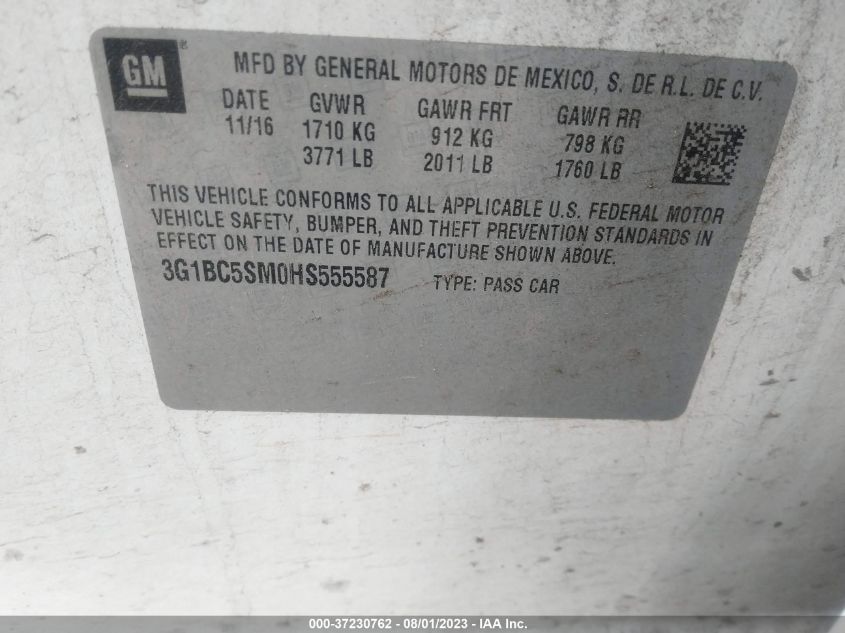 GM ®
MFD BY GENERAL MOTORS DE MEXICO, S. DE R.L. DE C.V.
DATE GVWR GAWR FRT GAWR RR
11/16 1710 KG 912 KG 798 KG
3771 LB 2011 LB 1760 LB
THIS VEHICLE CONFORMS TO ALL APPLICABLE U.S. FEDERAL MOTOR
VEHICLE SAFETY, BUMPER, AND THEFT PREVENTION STANDARDS IN
EFFECT ON THE DATE OF MANUFACTURE SHOWN ABOVE.
3G1BC5SM0HS555587 TYPE: PASS CAR
000-37230762 - 08/01/2023 - IAA Inc.